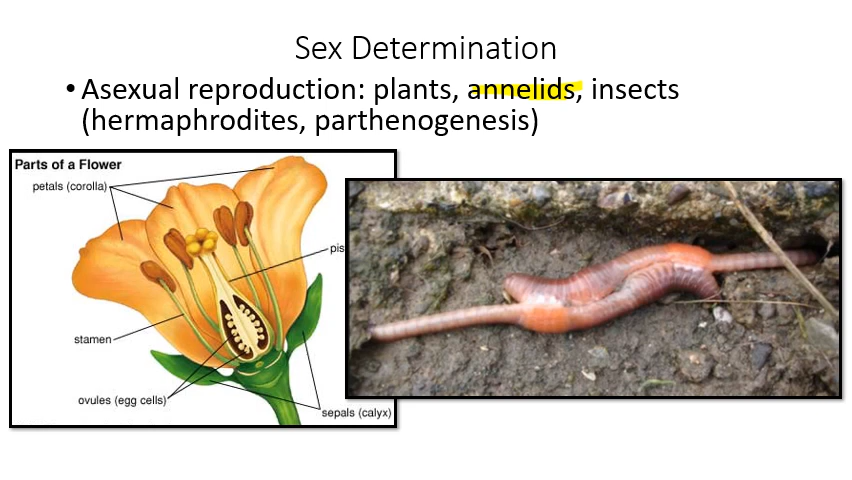 Sex Determination
• Asexual reproduction: plants, annelids, insects
(hermaphrodites, parthenogenesis)
Parts of a Flower
petals (corolla)
pis
stamen
ovules (egg cells)
sepals (calyx)